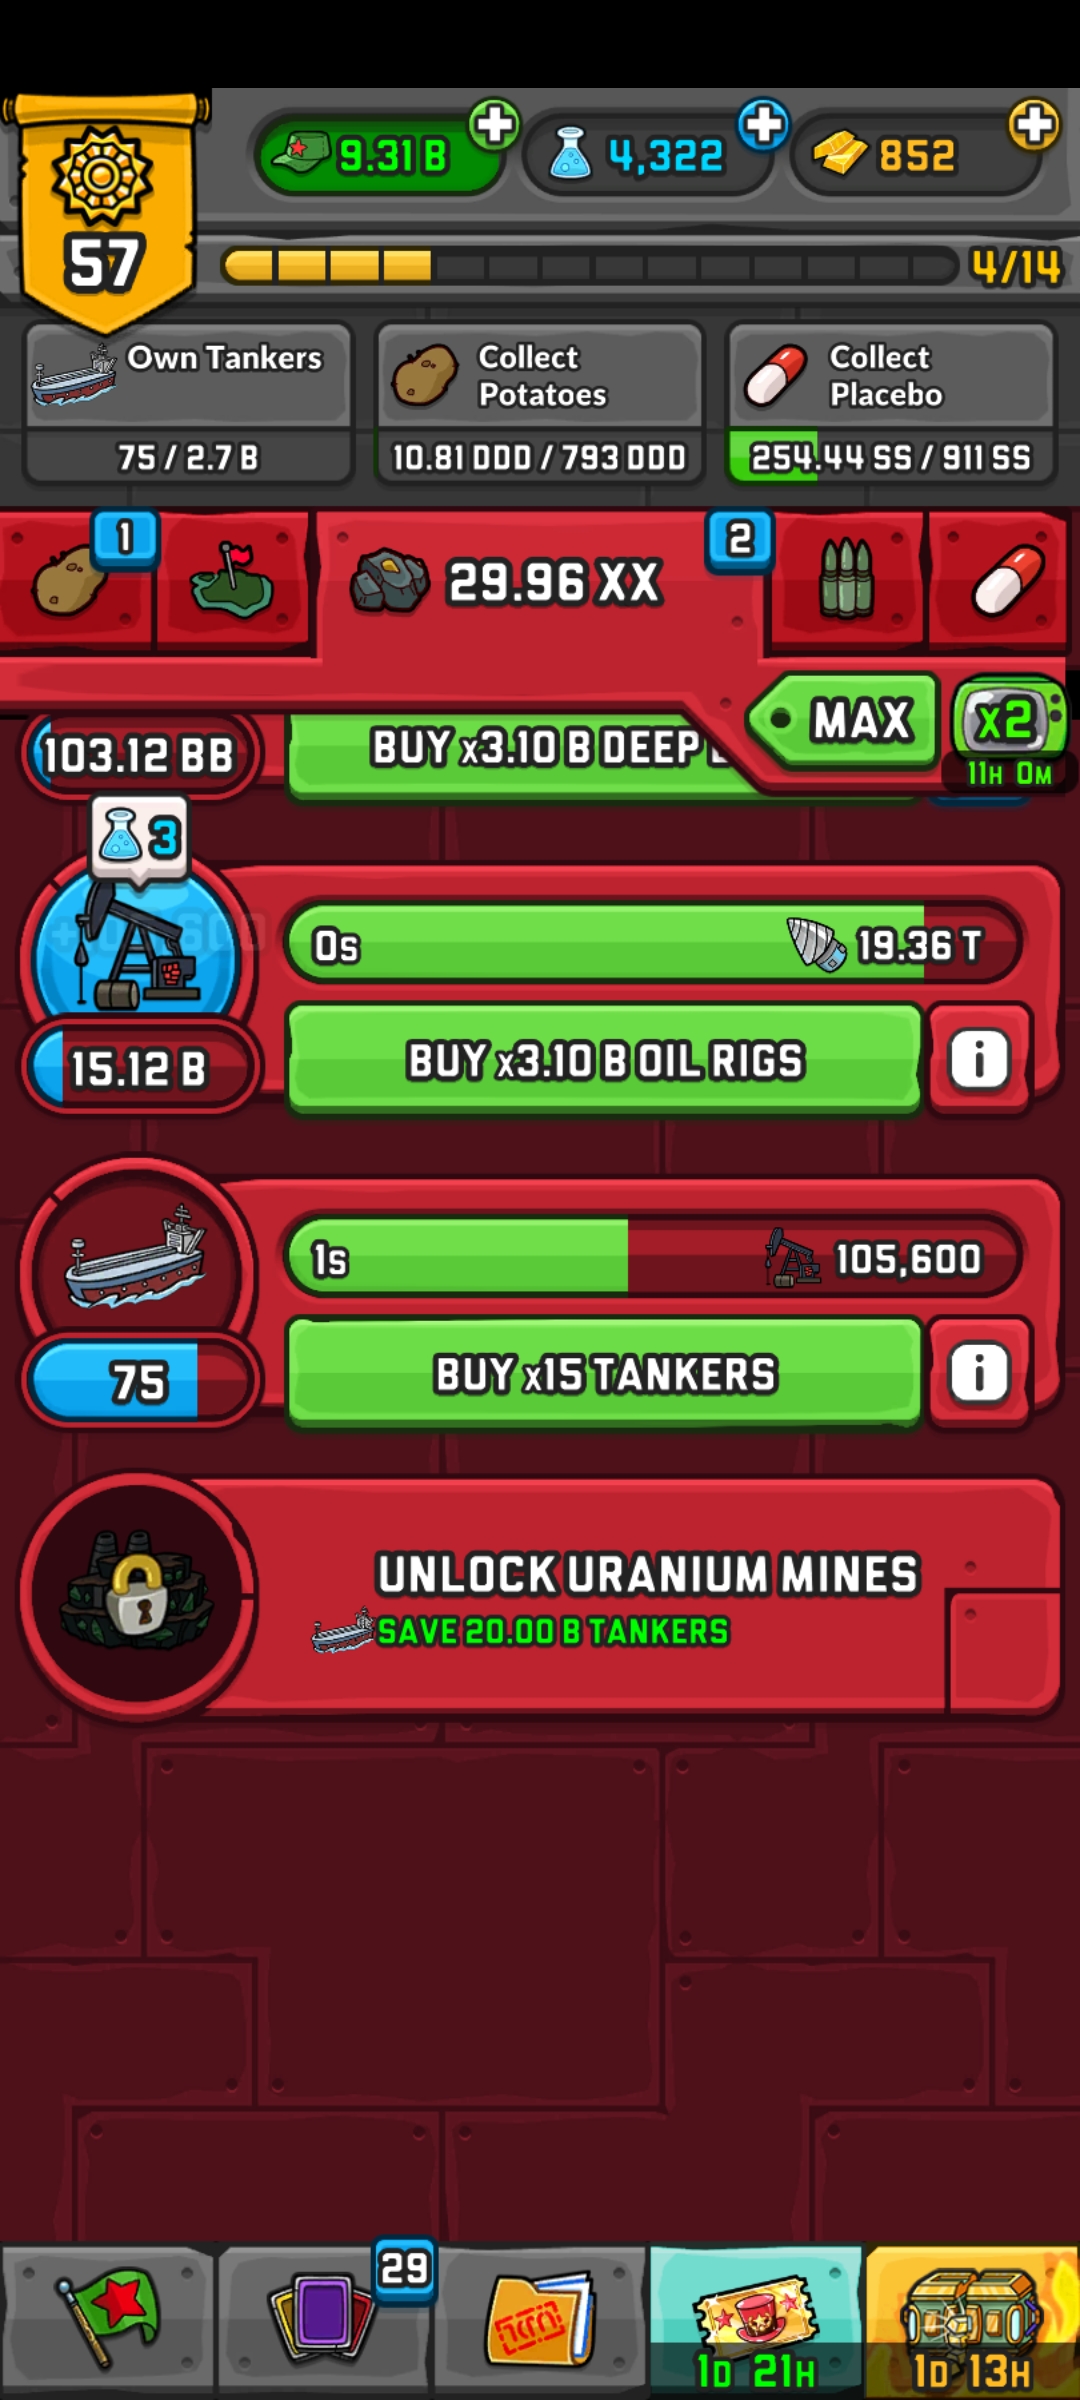 9.31 B
4,322
852
57
4/14
Own Tankers
75 / 2.7 B
Collect
Potatoes
10.81 DDD / 793 DDD
Collect
Placebo
254.44 SS / 911 SS
1
29.96 XX
2
MAX
x2
11H 0M
103.12 BB
BUY x3.10 B DEEP
3
0s
19.36 T
15.12 B
BUY x3.10 B OIL RIGS
i
1s
105,600
75
BUY x15 TANKERS
i
UNLOCK URANIUM MINES
SAVE 20.00 B TANKERS
29
1D 21H
1D 13H